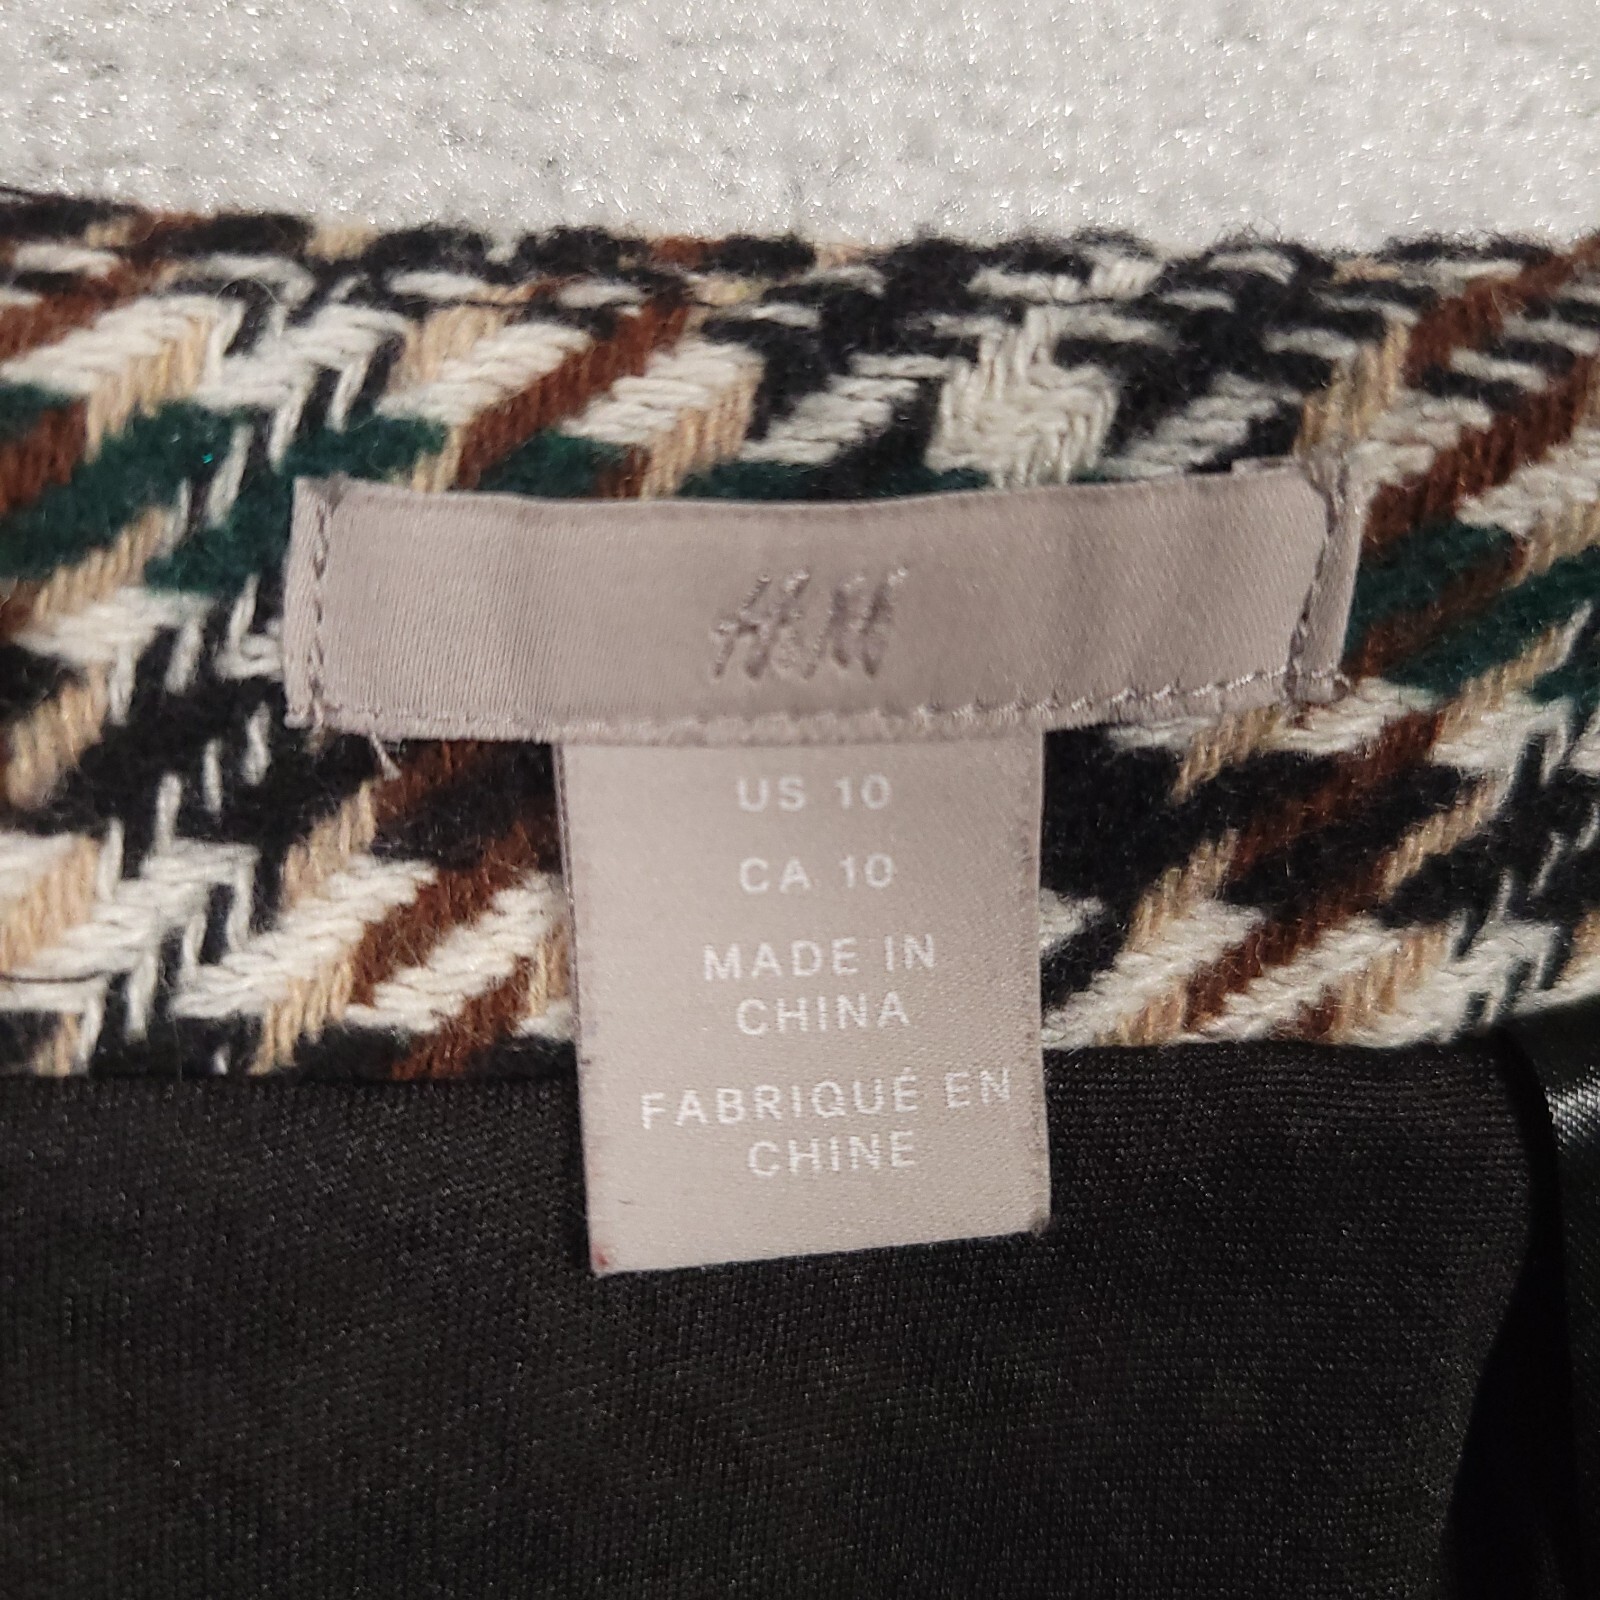 H&M
US 10
CA 10
MADE IN
CHINA
FABRIQUÉ EN
CHINE